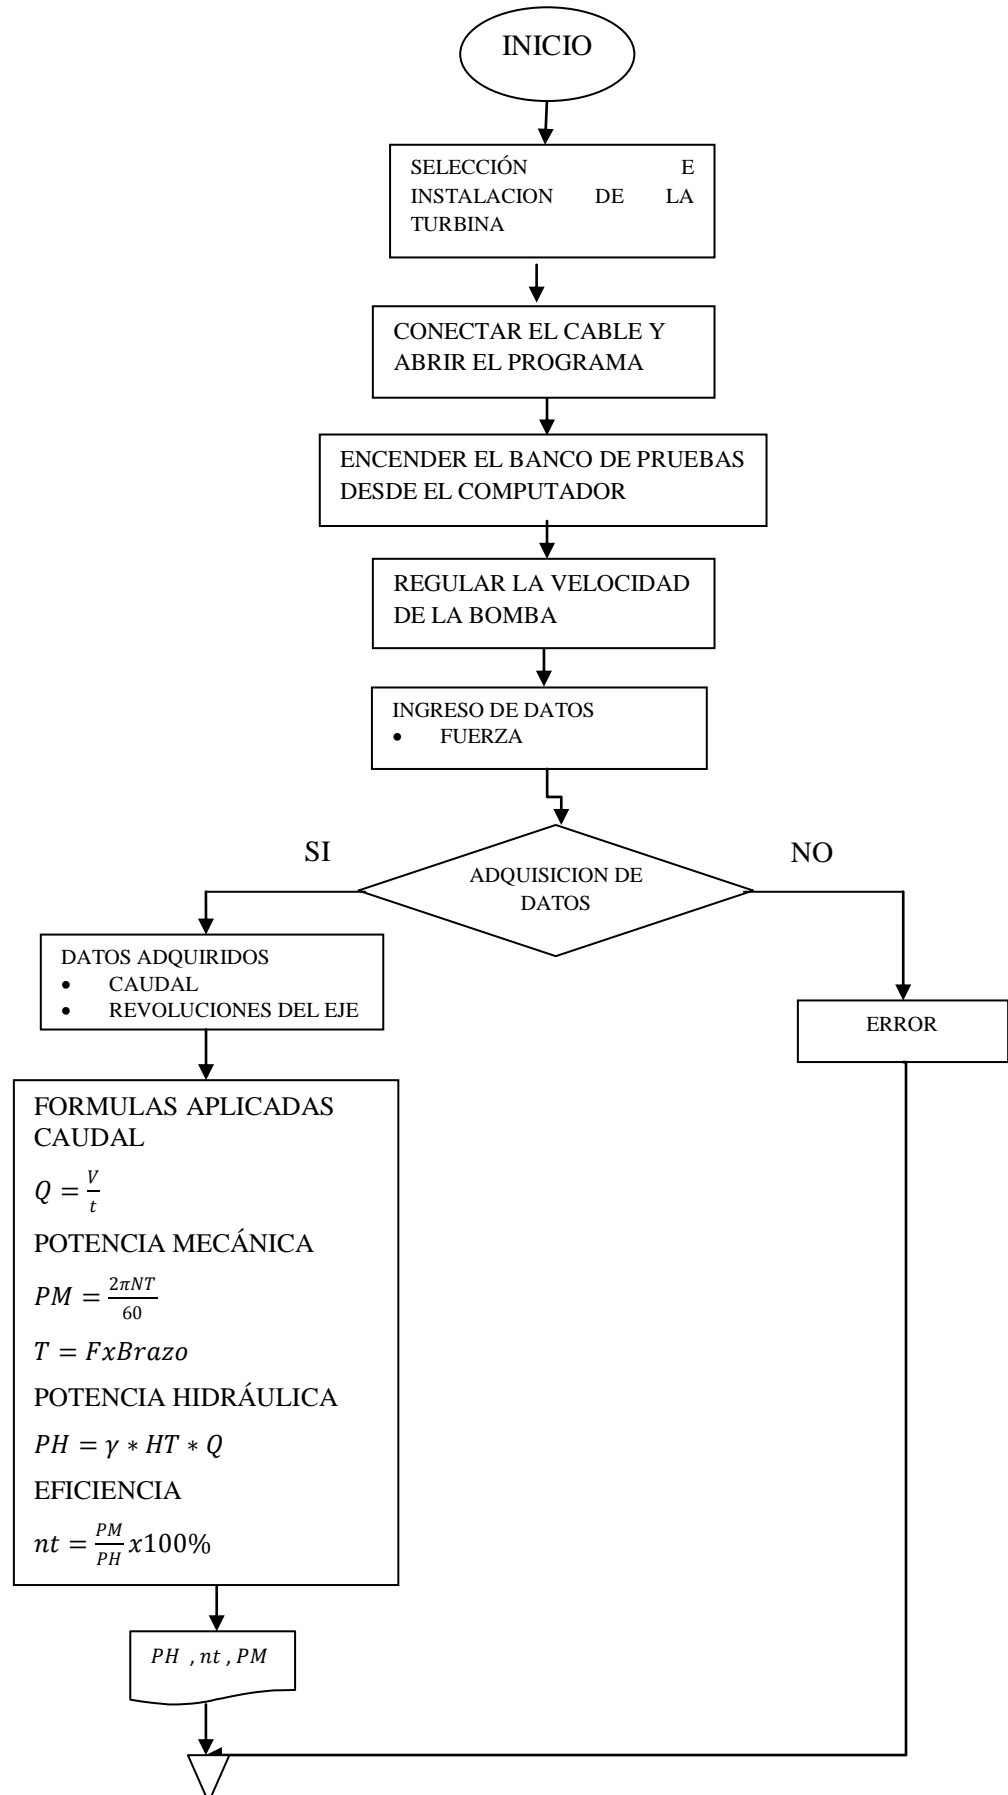 INICIO
SELECCIÓN E
INSTALACION DE LA
TURBINA
CONECTAR EL CABLE Y
ABRIR EL PROGRAMA
ENCENDER EL BANCO DE PRUEBAS
DESDE EL COMPUTADOR
REGULAR LA VELOCIDAD
DE LA BOMBA
INGRESO DE DATOS
• FUERZA
SI
NO
ADQUISICION DE
DATOS
DATOS ADQUIRIDOS
• CAUDAL
• REVOLUCIONES DEL EJE
ERROR
FORMULAS APLICADAS
CAUDAL
Q = V/t
POTENCIA MECÁNICA
PM = 2πNT/60
T = FxBrazo
POTENCIA HIDRÁULICA
PH = γ * HT * Q
EFICIENCIA
nt = PM/PH x100%
PH , nt , PM